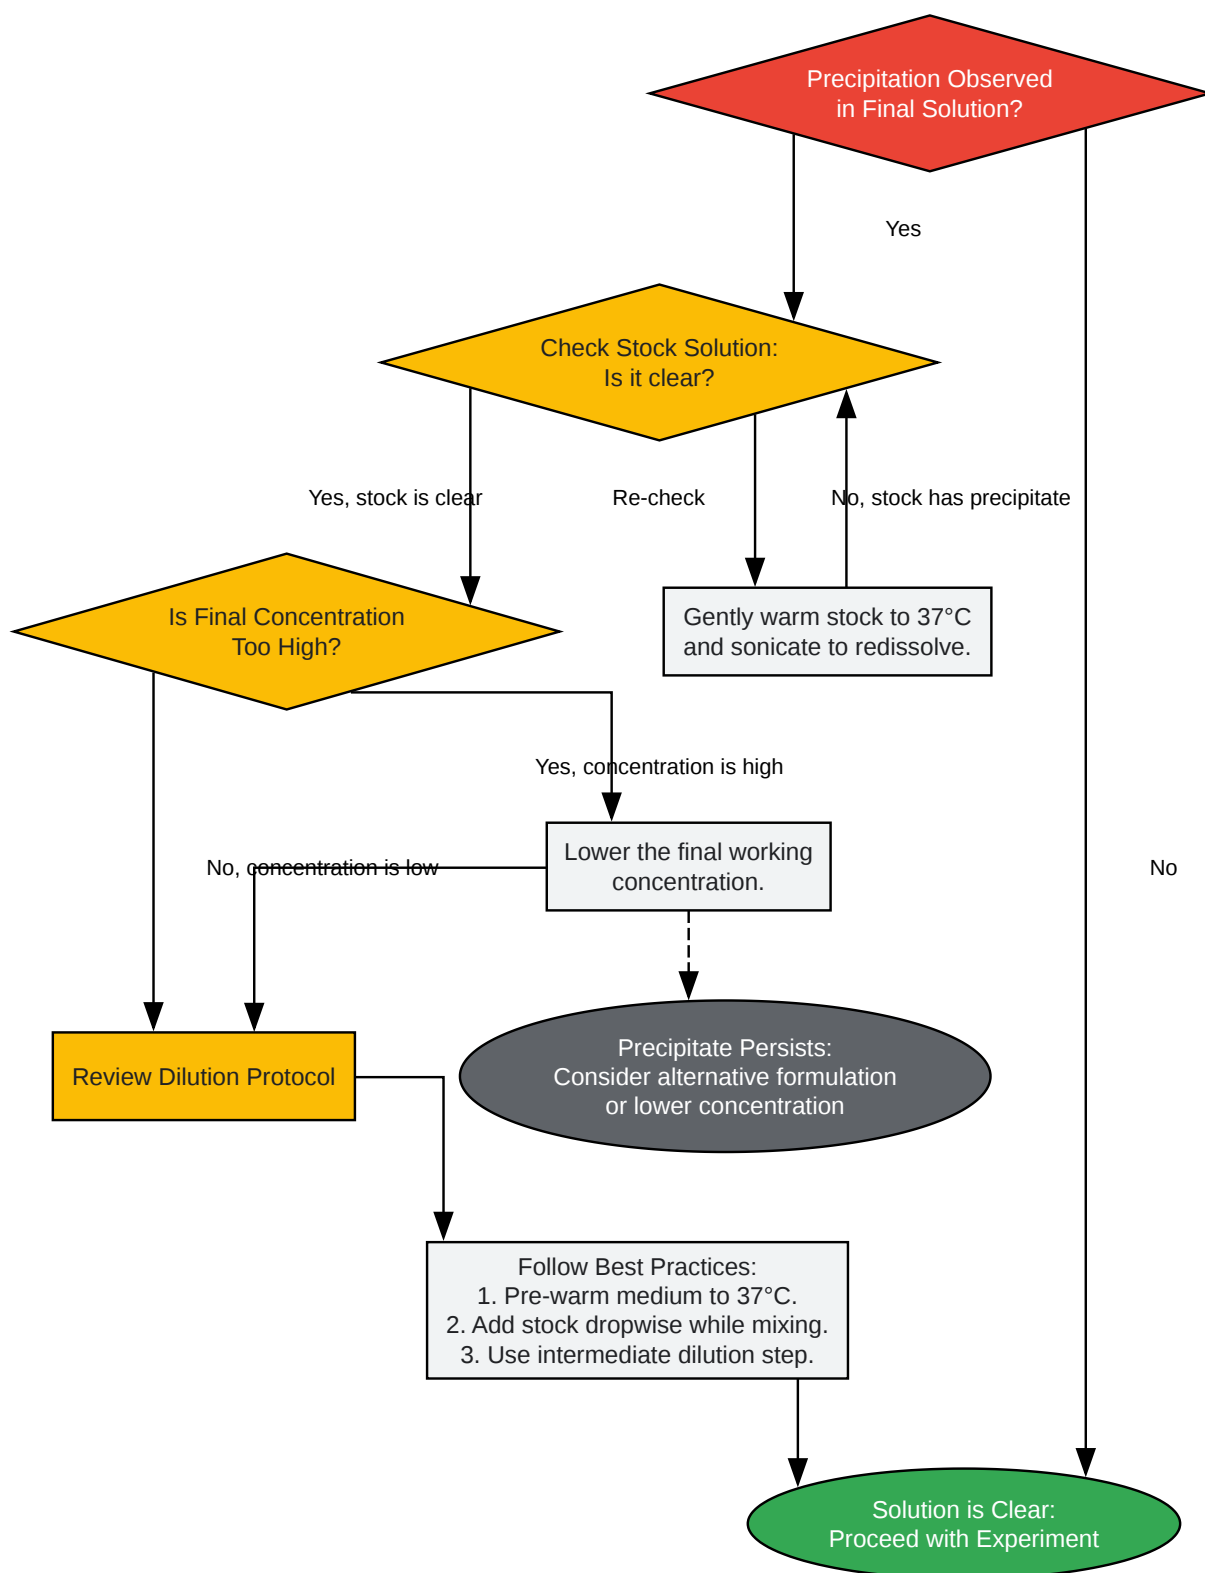 Precipitation Observed
in Final Solution?
Yes
Check Stock Solution:
Is it clear?
Yes, stock is clear
Re-check
No, stock has precipitate
Is Final Concentration
Too High?
Gently warm stock to 37°C
and sonicate to redissolve.
Yes, concentration is high
Lower the final working
concentration.
No, concentration is low
No
Review Dilution Protocol
Precipitate Persists:
Consider alternative formulation
or lower concentration
Follow Best Practices:
1. Pre-warm medium to 37°C.
2. Add stock dropwise while mixing.
3. Use intermediate dilution step.
Solution is Clear:
Proceed with Experiment